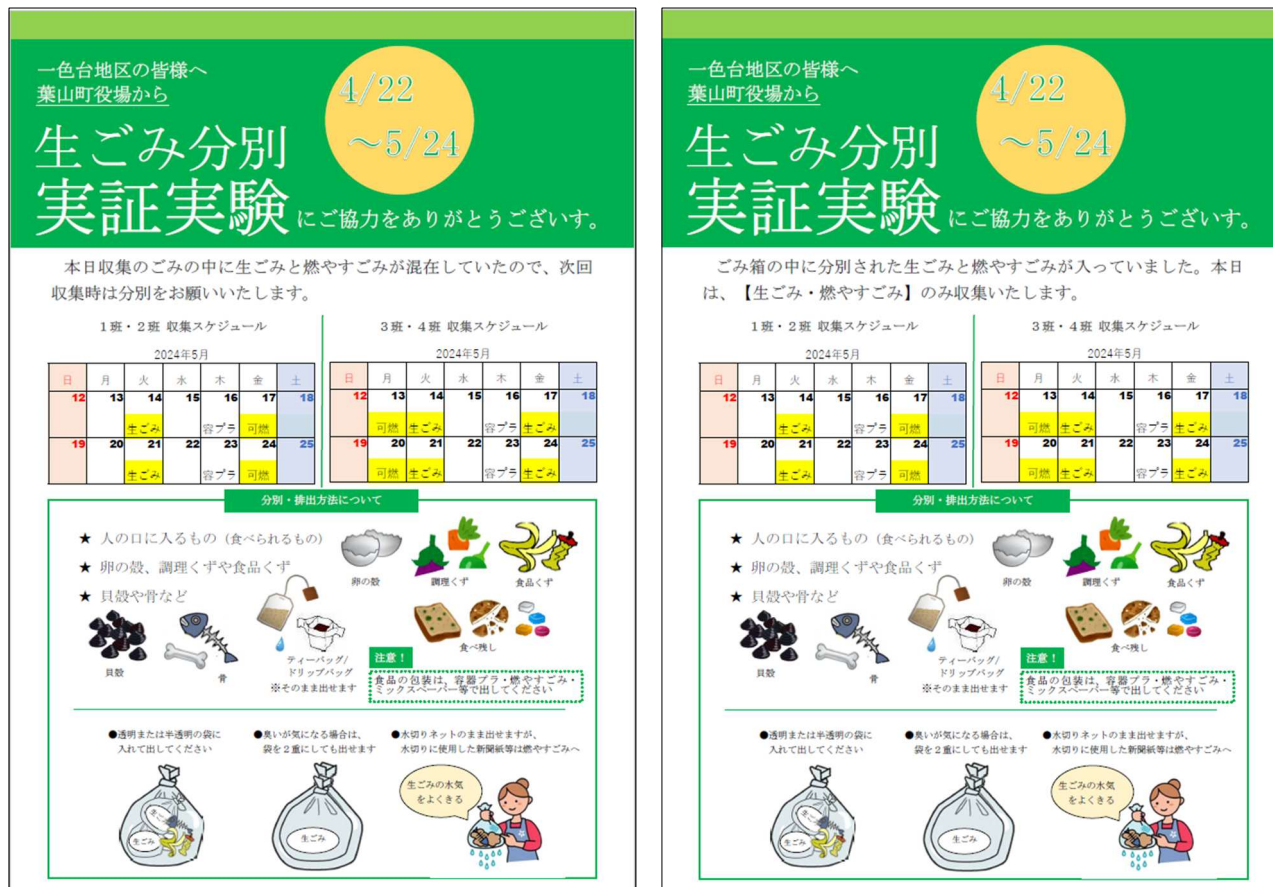 一色台地区の皆様へ
葉山町役場から
4/22
～5/24
生ごみ分別
実証実験にご協力をありがとうございす。
本日収集のごみの中に生ごみと燃やすごみが混在していたので、次回
収集時は分別をお願いいたします。
1班・2班 収集スケジュール
2024年5月
日 月 火 水 木 金 土
12 13 14 15 16 17 18
生ごみ 容プラ 可燃
19 20 21 22 23 24 25
生ごみ 容プラ 可燃
3班・4班 収集スケジュール
2024年5月
日 月 火 水 木 金 土
12 13 14 15 16 17 18
可燃 生ごみ 容プラ 生ごみ
19 20 21 22 23 24 25
可燃 生ごみ 容プラ 生ごみ
分別・排出方法について
★ 人の口に入るもの（食べられるもの）
★ 卵の殻、調理くずや食品くず
★ 貝殻や骨など
卵の殻
調理くず
食品くず
貝殻
骨
ティーバッグ/
ドリップバッグ
※そのまま出せます
食べ残し
注意！
食品の包装は、容器プラ・燃やすごみ・
ミックスペーパー等で出してください
●透明または半透明の袋に
入れて出してください
●臭いが気になる場合は、
袋を2重にしても出せます
●水切りネットのまま出せますが、
水切りに使用した新聞紙等は燃やすごみへ
生ごみ
生ごみ
生ごみ
生ごみの水気
をよくきる
一色台地区の皆様へ
葉山町役場から
4/22
～5/24
生ごみ分別
実証実験にご協力をありがとうございす。
ごみ箱の中に分別された生ごみと燃やすごみが入っていました。本日
は、【生ごみ・燃やすごみ】のみ収集いたします。
1班・2班 収集スケジュール
2024年5月
日 月 火 水 木 金 土
12 13 14 15 16 17 18
生ごみ 容プラ 可燃
19 20 21 22 23 24 25
生ごみ 容プラ 可燃
3班・4班 収集スケジュール
2024年5月
日 月 火 水 木 金 土
12 13 14 15 16 17 18
可燃 生ごみ 容プラ 生ごみ
19 20 21 22 23 24 25
可燃 生ごみ 容プラ 生ごみ
分別・排出方法について
★ 人の口に入るもの（食べられるもの）
★ 卵の殻、調理くずや食品くず
★ 貝殻や骨など
卵の殻
調理くず
食品くず
貝殻
骨
ティーバッグ/
ドリップバッグ
※そのまま出せます
食べ残し
注意！
食品の包装は、容器プラ・燃やすごみ・
ミックスペーパー等で出してください
●透明または半透明の袋に
入れて出してください
●臭いが気になる場合は、
袋を2重にしても出せます
●水切りネットのまま出せますが、
水切りに使用した新聞紙等は燃やすごみへ
生ごみ
生ごみ
生ごみ
生ごみの水気
をよくきる